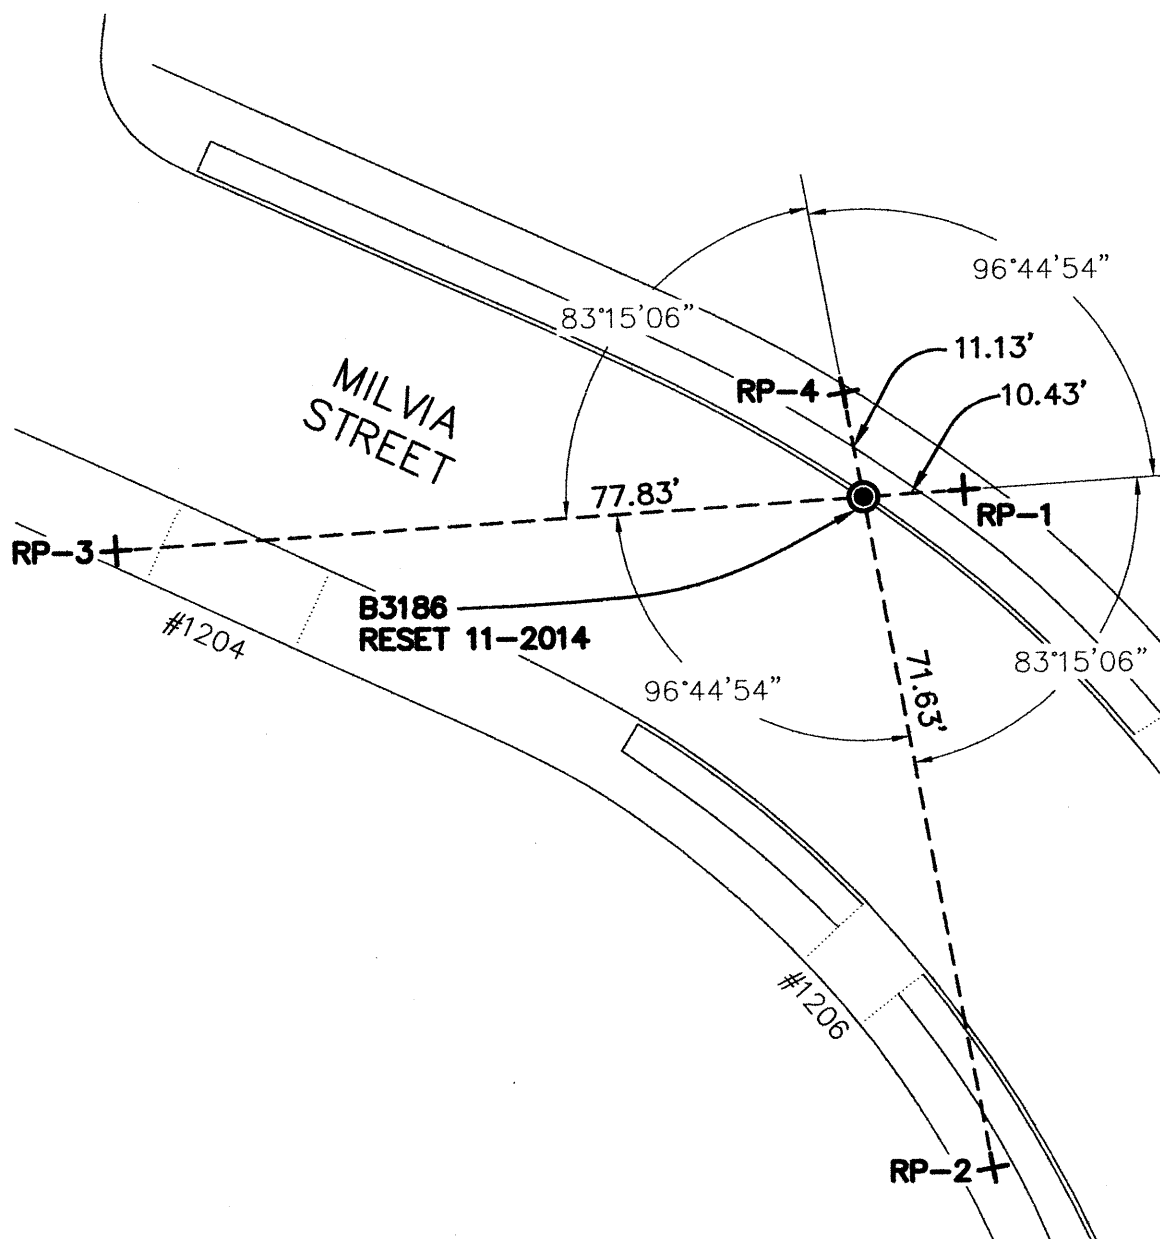 96°44'54"
83°15'06"
11.13'
MILVIA
STREET
RP-4
10.43'
77.83'
RP-1
RP-3
B3186
RESET 11-2014
#1204
96°44'54"
71.63'
83°15'06"
#1206
RP-2